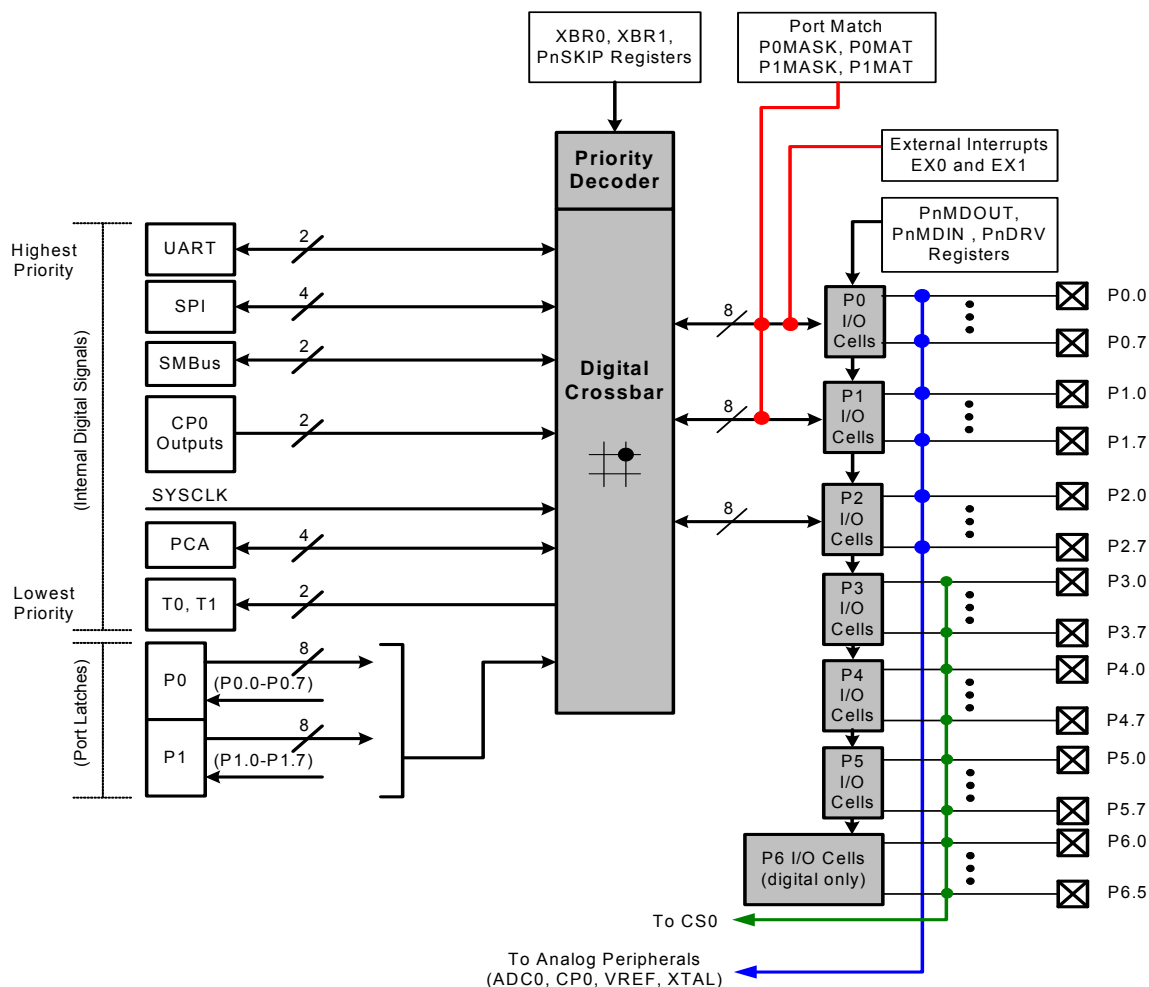 XBR0, XBR1,
PnSKIP Registers
Port Match
P0MASK, P0MAT
P1MASK, P1MAT
External Interrupts
EX0 and EX1
Priority
Decoder
PnMDOUT,
PnMDIN , PnDRV
Registers
Highest
Priority
(Internal Digital Signals)
Lowest
Priority
UART
2
SPI
4
SMBus
2
CP0
Outputs
2
SYSCLK
PCA
4
T0, T1
2
(Port Latches)
P0
8
(P0.0-P0.7)
P1
8
(P1.0-P1.7)
Digital
Crossbar
8
8
8
P0
I/O
Cells
P0.0
P0.7
P1
I/O
Cells
P1.0
P1.7
P2
I/O
Cells
P2.0
P2.7
P3
I/O
Cells
P3.0
P3.7
P4
I/O
Cells
P4.0
P4.7
P5
I/O
Cells
P5.0
P5.7
P6 I/O Cells
(digital only)
P6.0
P6.5
To CS0
To Analog Peripherals
(ADC0, CP0, VREF, XTAL)